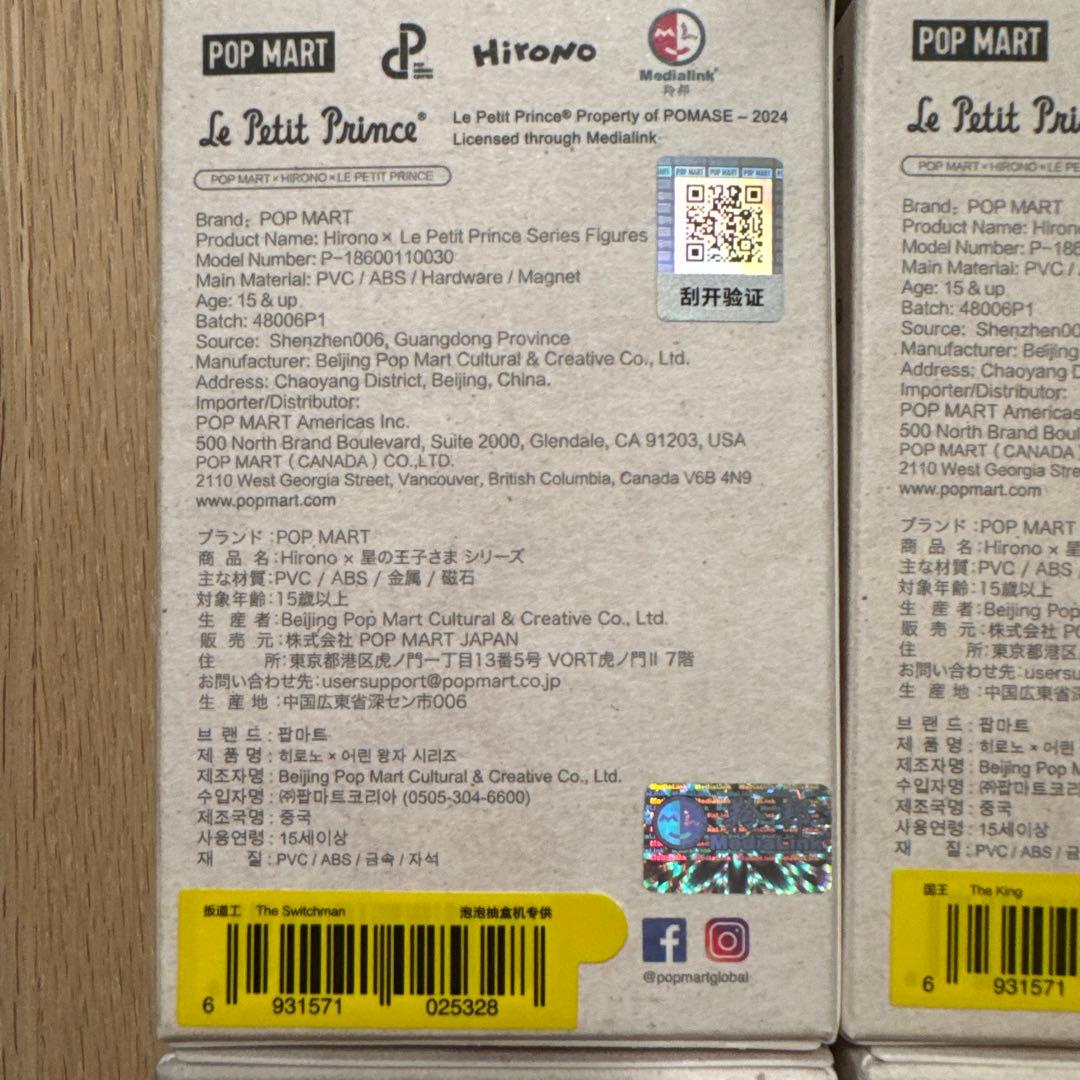 POP MART
Hirono
Medialink
羚邦
Le Petit Prince®
Le Petit Prince® Property of POMASE – 2024
Licensed through Medialink
POP MART × HIRONO × LE PETIT PRINCE
POP MART POP MART POP MART
刮开验证
Brand: POP MART
Product Name: Hirono × Le Petit Prince Series Figures
Model Number: P-18600110030
Main Material: PVC / ABS / Hardware / Magnet
Age: 15 & up
Batch: 48006P1
Source: Shenzhen006, Guangdong Province
Manufacturer: Beijing Pop Mart Cultural & Creative Co., Ltd.
Address: Chaoyang District, Beijing, China.
Importer/Distributor:
POP MART Americas Inc.
500 North Brand Boulevard, Suite 2000, Glendale, CA 91203, USA
POP MART ( CANADA ) CO.,LTD.
2110 West Georgia Street, Vancouver, British Columbia, Canada V6B 4N9
www.popmart.com
ブランド:POP MART
商品名:Hirono × 星の王子さま シリーズ
主な材質:PVC / ABS / 金属 / 磁石
対象年齢:15歳以上
生産者:Beijing Pop Mart Cultural & Creative Co., Ltd.
販売元:株式会社 POP MART JAPAN
住所:東京都港区虎ノ門一丁目13番5号 VORT虎ノ門II 7階
お問い合わせ先:usersupport@popmart.co.jp
生産地:中国広東省深セン市006
브랜드: 팝마트
제품명: 히로노 × 어린 왕자 시리즈
제조자명: Beijing Pop Mart Cultural & Creative Co., Ltd.
수입자명: ㈜팝마트코리아 (0505-304-6600)
제조국명: 중국
사용연령: 15세이상
재질: PVC / ABS / 금속 / 자석
MediaLink
扳道工 The Switchman 泡泡抽盒机专供
6 931571 025328
@popmartglobal
POP MART
Le Petit Pri
POP MART × HIRONO × LE PE
Brand: POP MART
Product Name: Hirono
Model Number: P-186
Main Material: PVC /
Age: 15 & up
Batch: 48006P1
Source: Shenzhen00
Manufacturer: Beijing
Address: Chaoyang D
Importer/Distributor:
POP MART Americas
500 North Brand Boul
POP MART ( CANADA
2110 West Georgia Ste
www.popmart.com
ブランド:POP MART
商品名:Hirono × 星
主な材質:PVC / ABS
対象年齢:15歳以上
生産者:Beijing Pop
販売元:株式会社 PO
住所:東京都港区
お問い合わせ先:usersu
生産地:中国広東省深
브랜드: 팝마트
제품명: 히로노 × 어린
제조자명: Beijing Pop M
수입자명: ㈜팝마트코리
제조국명: 중국
사용연령: 15세이상
재질: PVC / ABS / 금
国王 The King
6 931571